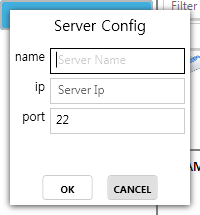 Filter
Server Config
name Server Name
ip Server Ip
port 22
OK CANCEL